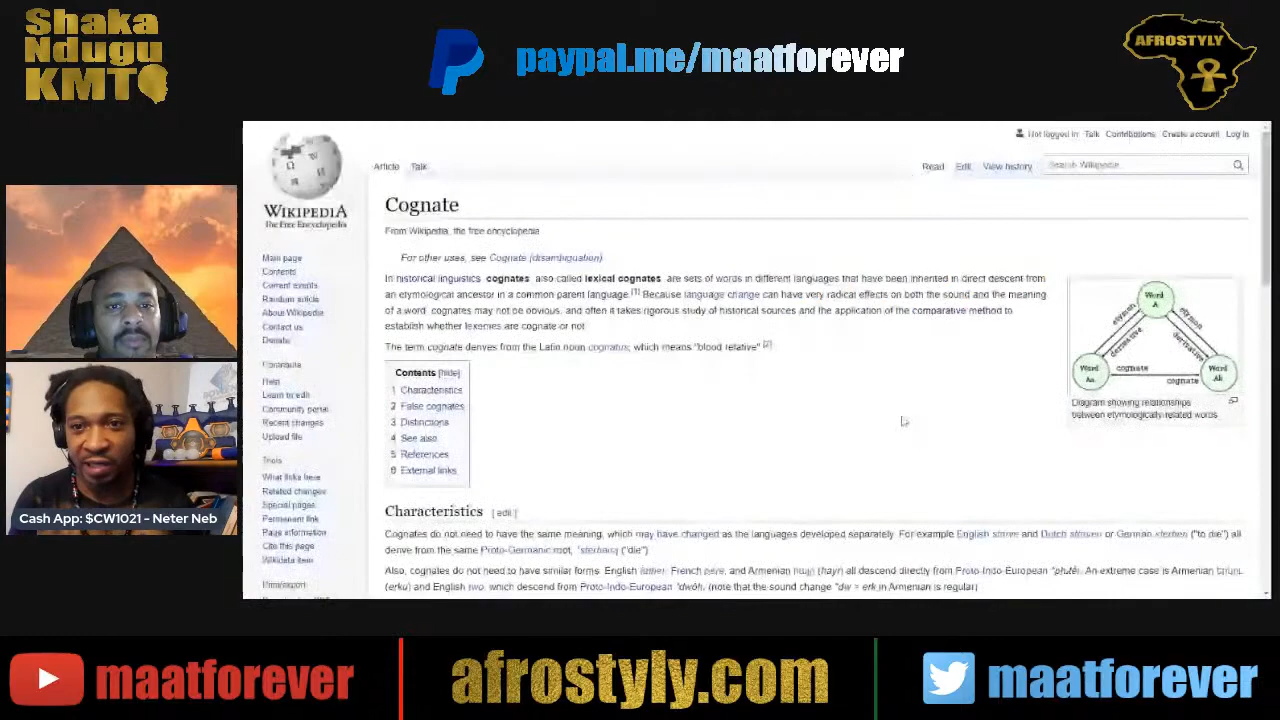 Shaka
Ndugu
KMT
paypal.me/maatforever
AFROSTYLY
Not logged in Talk Contributions Create account Log in
Article Talk
Read Edit View history Search Wikipedia
WIKIPEDIA
The Free Encyclopedia
Cognate
From Wikipedia, the free encyclopedia
For other uses, see Cognate (disambiguation)
In historical linguistics cognates also called lexical cognates are sets of words in different languages that have been inherited in direct descent from
an etymological ancestor in a common parent language.[1] Because language change can have very radical effects on both the sound and the meaning
of a word cognates may not be obvious, and often it takes rigorous study of historical sources and the application of the comparative method to
establish whether lexemes are cognate or not
The term cognate derives from the Latin noun cognatus, which means "blood relative" [2]
Contents [hide]
1 Characteristics
2 False cognates
3 Distinctions
4 See also
5 References
6 External links
Word
A
etymon
etymon
derivative
derivative
Word
Aa
cognate
cognate
Word
Ab
Diagram showing relationships
between etymologically related words
Main page
Contents
Current events
Random article
About Wikipedia
Contact us
Donate
Contribute
Help
Learn to edit
Community portal
Recent changes
Upload file
Tools
What links here
Related changes
Special pages
Permanent link
Page information
Cite this page
Wikidata item
Print/export
Characteristics [ edit ]
Cognates do not need to have the same meaning, which may have changed as the languages developed separately. For example English starve and Dutch sterven or German sterben ("to die") all
derive from the same Proto-Germanic root, ("die")
Also, cognates do not need to have similar forms. English father, French père, and Armenian (hayr) all descend directly from Proto-Indo-European An extreme case is Armenian
(erku) and English two, which descend from Proto-Indo-European *dwóh₁ (note that the sound change *dw > erk in Armenian is regular)
Cash App: $CW1021 - Neter Neb
maatforever
afrostyly.com
maatforever